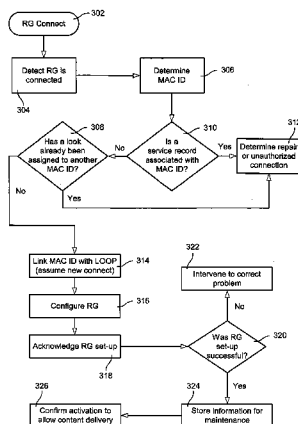 RG Connect
302
Detect RG is
connected
304
Determine
MAC ID
306
Is a
service record
associated with MAC ID?
310
Yes
No
Has a look
already been
assigned to another
MAC ID?
308
Yes
No
312
Determine repair
or unauthorized
connection
Link MAC ID with LOOP
(assume new connect)
314
Configure RG
316
Acknowledge RG set-up
318
Was RG
set-up
successful?
320
No
322
Intervene to correct
problem
Yes
324
Store information for
maintenance
326
Confirm activation to
allow content delivery